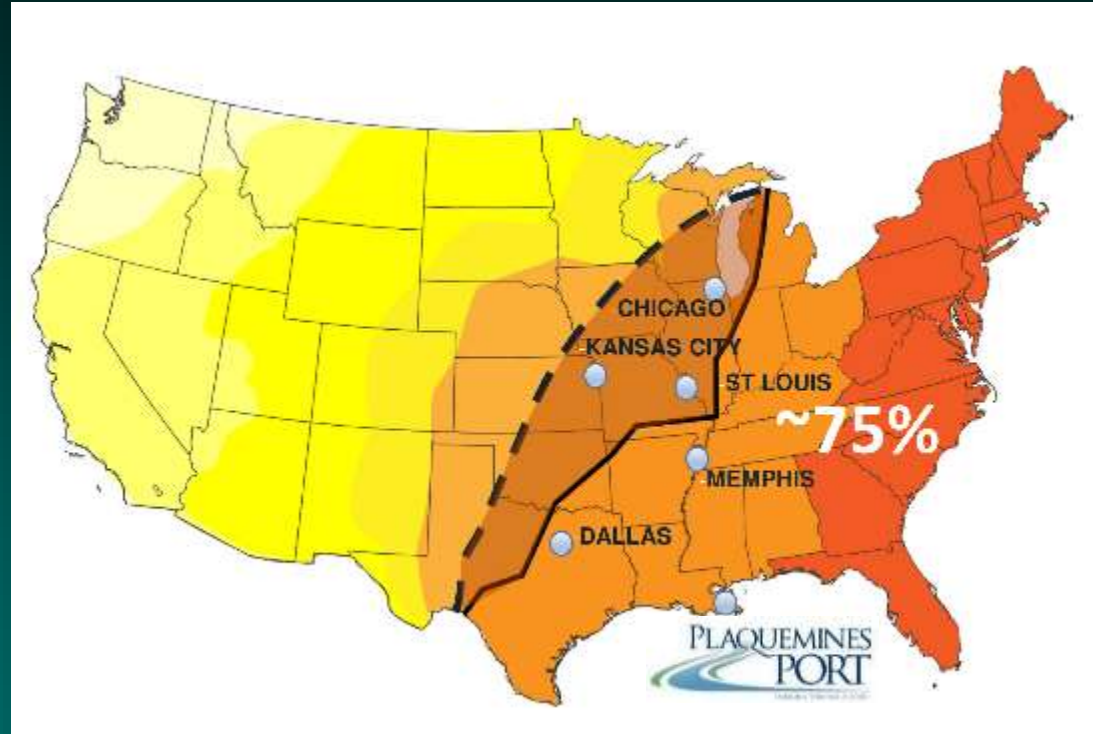 CHICAGO
KANSAS CITY
ST LOUIS
~75%
MEMPHIS
DALLAS
PLAQUEMINES
PORT